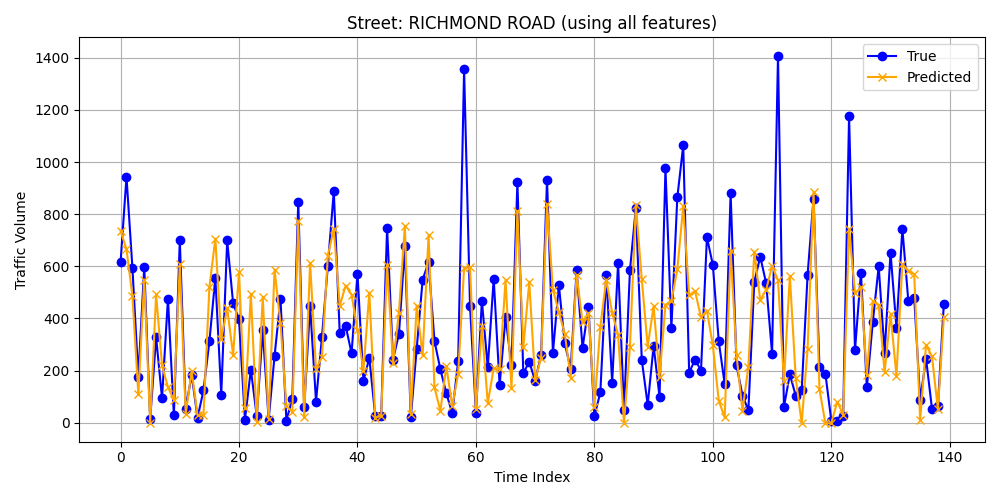 Street: RICHMOND ROAD (using all features)
True
Predicted
Traffic Volume
1400
1200
1000
800
600
400
200
0
0 20 40 60 80 100 120 140
Time Index